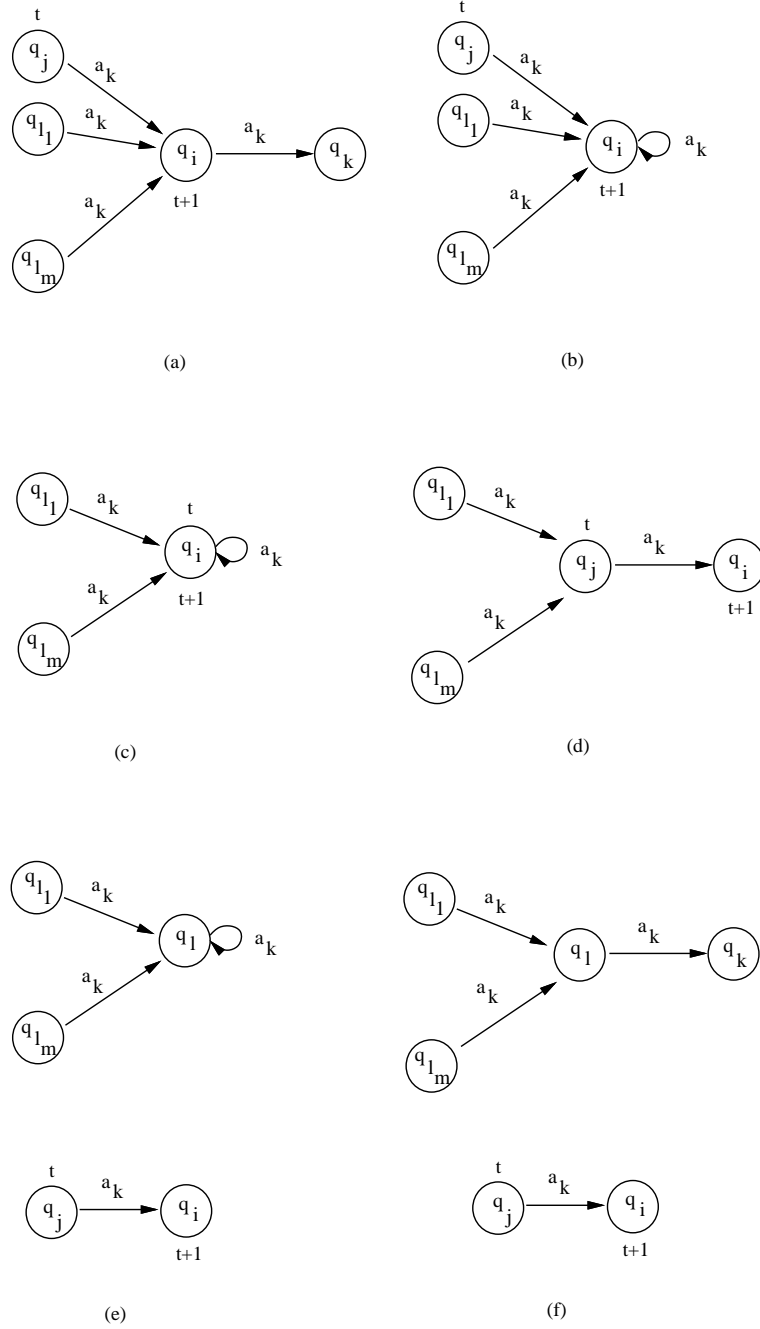 t
q_j
a_k
q_l_1
a_k
a_k
q_l_m
q_i
t+1
a_k
q_k
(a)
t
q_j
a_k
q_l_1
a_k
a_k
q_l_m
q_i
t+1
a_k
(b)
q_l_1
a_k
a_k
q_l_m
t
q_i
t+1
a_k
(c)
q_l_1
a_k
a_k
q_l_m
t
q_j
a_k
q_i
t+1
(d)
q_l_1
a_k
a_k
q_l_m
q_l
a_k
t
q_j
a_k
q_i
t+1
(e)
q_l_1
a_k
a_k
q_l_m
q_l
a_k
q_k
t
q_j
a_k
q_i
t+1
(f)